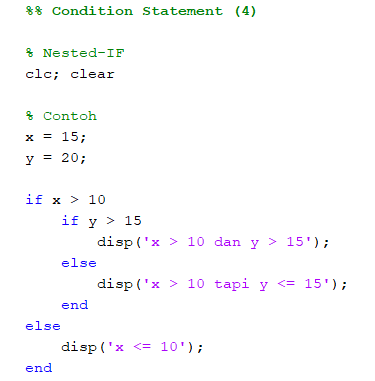 %% Condition Statement (4)
% Nested-IF
clc; clear
% Contoh
x = 15;
y = 20;
if x > 10
    if y > 15
        disp('x > 10 dan y > 15');
    else
        disp('x > 10 tapi y <= 15');
    end
else
    disp('x <= 10');
end